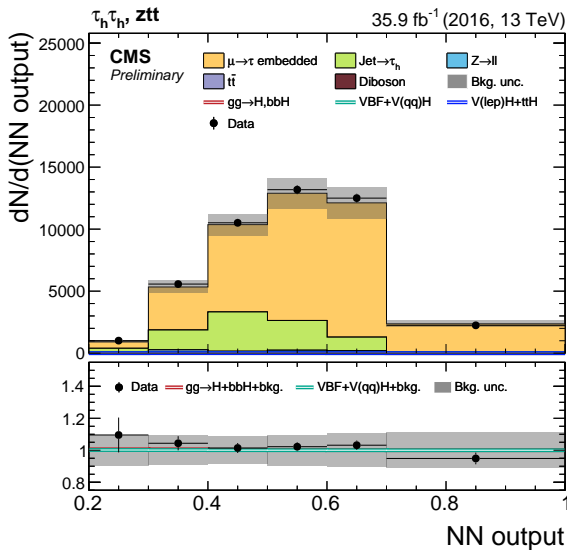 τhτh, ztt 35.9 fb-1 (2016, 13 TeV)
25000
20000
15000
10000
5000
0
dN/d(NN output)
CMS
Preliminary
μ→τ embedded Jet→τh Z→ll
tt̄ Diboson Bkg. unc.
gg→H,bbH VBF+V(qq)H V(lep)H+ttH
Data
1.4
1.2
1.0
0.8
Data gg→H+bbH+bkg. VBF+V(qq)H+bkg. Bkg. unc.
0.2 0.4 0.6 0.8 1
NN output